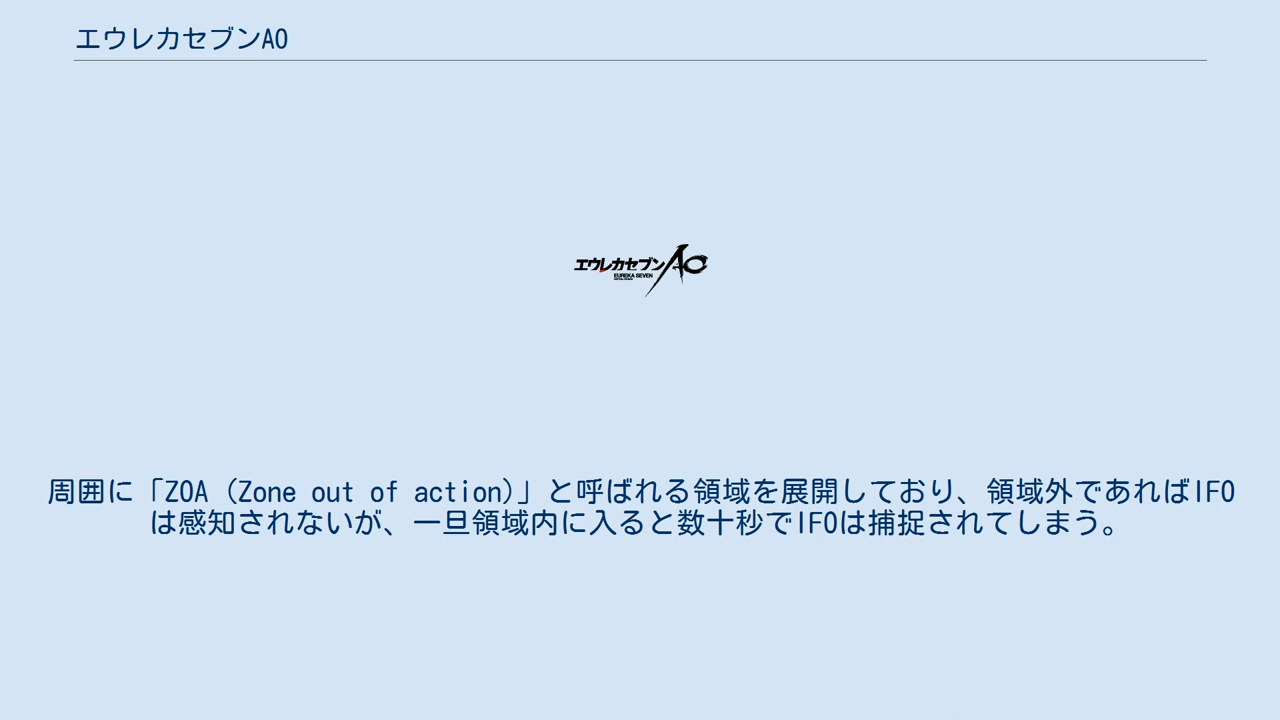 エウレカセブンAO
エウレカセブンAO
EUREKA SEVEN
周囲に「ZOA（Zone out of action)」と呼ばれる領域を展開しており、領域外であればIFO
は感知されないが、一旦領域内に入ると数十秒でIFOは捕捉されてしまう。